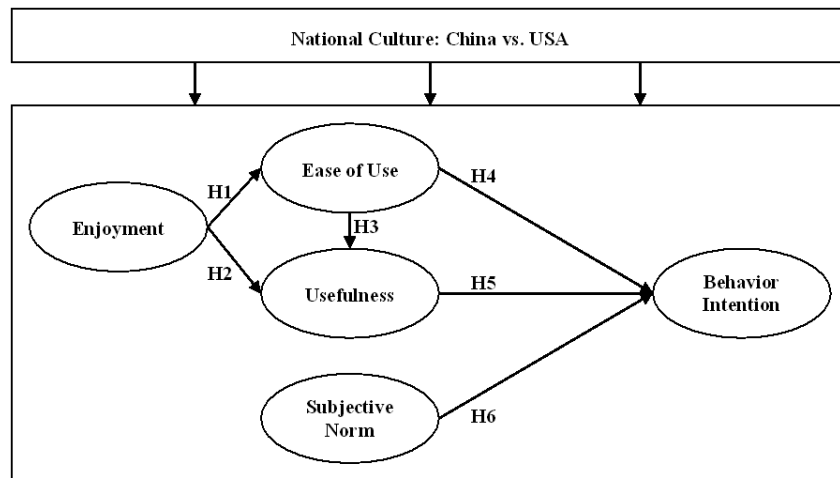 National Culture: China vs. USA
Ease of Use
H1
H4
Enjoyment
H3
H2
Usefulness
H5
Behavior
Intention
Subjective
Norm
H6